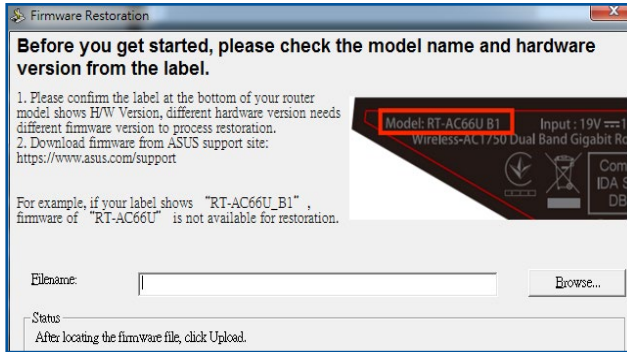 Firmware Restoration
Before you get started, please check the model name and hardware
version from the label.
1. Please confirm the label at the bottom of your router
model shows H/W Version, different hardware version needs
different firmware version to process restoration.
2. Download firmware from ASUS support site:
https://www.asus.com/support
For example, if your label shows “RT-AC66U_B1”,
firmware of “RT-AC66U” is not available for restoration.
Model: RT-AC66U B1 Input : 19V ⎓1
Wireless-AC1750 Dual Band Gigabit Ro
Com
IDA S
DB
Filename:
Browse...
Status
After locating the firmware file, click Upload.